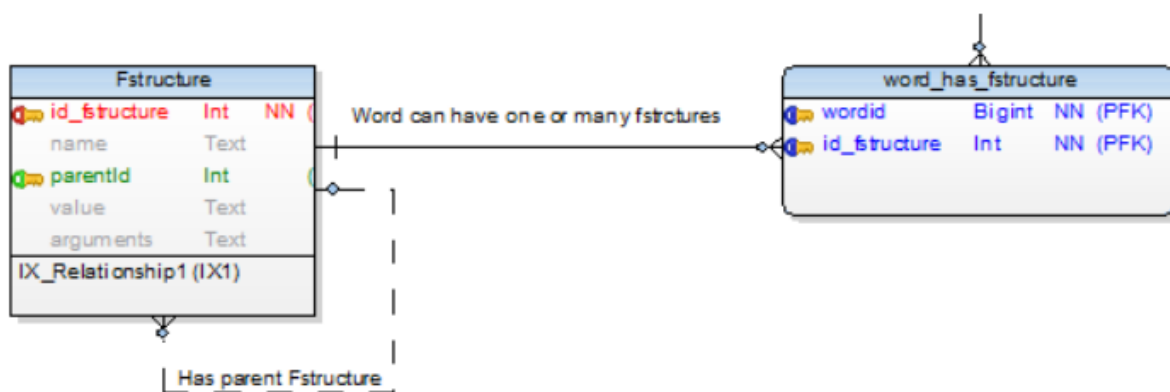 Fstructure
id_fstructure Int NN (
name Text
parentId Int (
value Text
arguments Text
IX_Relationship1 (IX1)
Word can have one or many fstrctures
word_has_fstructure
wordid Bigint NN (PFK)
id_fstructure Int NN (PFK)
Has parent Fstructure